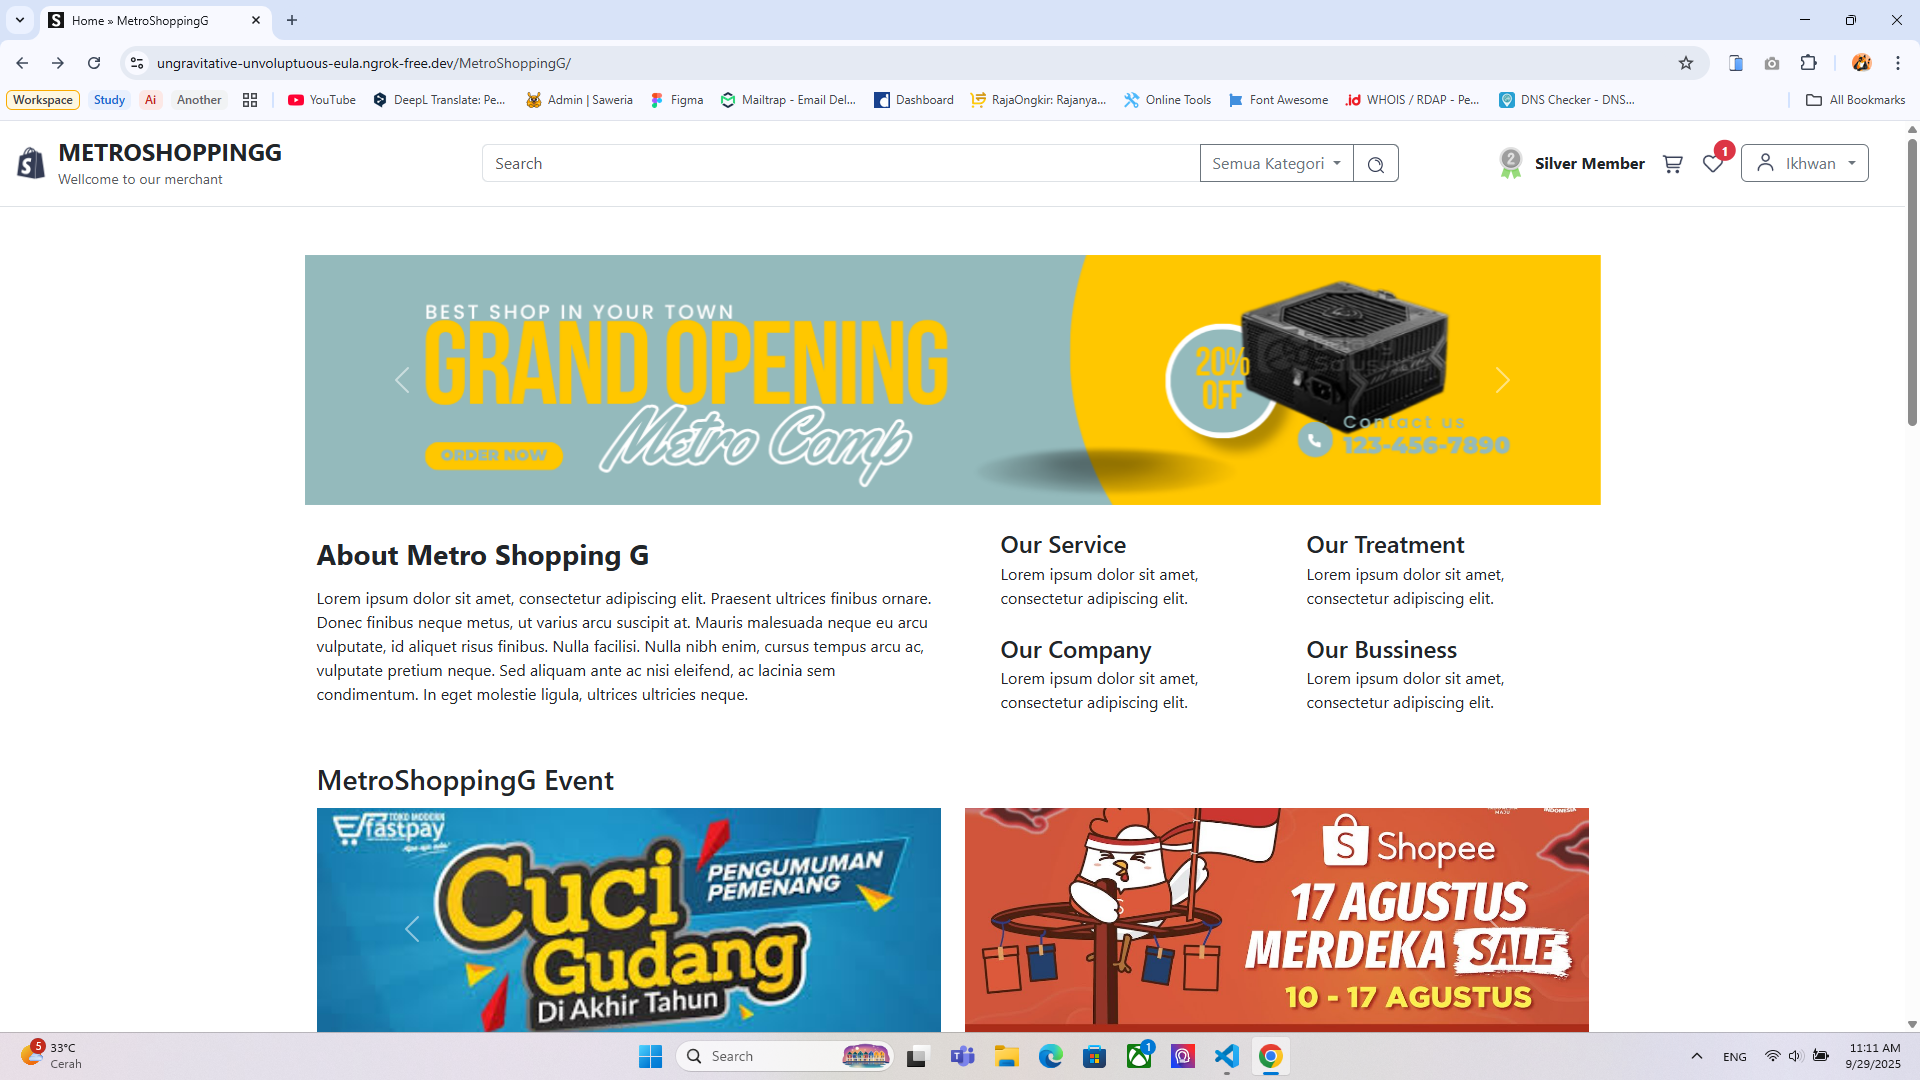 Home » MetroShoppingG
ungravitative-unvoluptuous-eula.ngrok-free.dev/MetroShoppingG/
Workspace
Study
Ai
Another
YouTube
DeepL Translate: Pe...
Admin | Saweria
Figma
Mailtrap - Email Del...
Dashboard
RajaOngkir: Rajanya...
Online Tools
Font Awesome
WHOIS / RDAP - Pe...
DNS Checker - DNS...
All Bookmarks
METROSHOPPINGG
Wellcome to our merchant
Search
Semua Kategori
2
Silver Member
1
Ikhwan
BEST SHOP IN YOUR TOWN
GRAND OPENING
Metro Comp
ORDER NOW
20%
OFF
Contact us
123-456-7890
About Metro Shopping G
Lorem ipsum dolor sit amet, consectetur adipiscing elit. Praesent ultrices finibus ornare.
Donec finibus neque metus, ut varius arcu suscipit at. Mauris malesuada neque eu arcu
vulputate, id aliquet risus finibus. Nulla facilisi. Nulla nibh enim, cursus tempus arcu ac,
vulputate pretium neque. Sed aliquam ante ac nisi eleifend, ac lacinia sem
condimentum. In eget molestie ligula, ultrices ultricies neque.
Our Service
Lorem ipsum dolor sit amet,
consectetur adipiscing elit.
Our Treatment
Lorem ipsum dolor sit amet,
consectetur adipiscing elit.
Our Company
Lorem ipsum dolor sit amet,
consectetur adipiscing elit.
Our Bussiness
Lorem ipsum dolor sit amet,
consectetur adipiscing elit.
MetroShoppingG Event
TOKO MODERN
fastpay
Cuci
Gudang
Di Akhir Tahun
PENGUMUMAN
PEMENANG
INDONESIA
Shopee
17 AGUSTUS
MERDEKA SALE
10 - 17 AGUSTUS
5
33°C
Cerah
Search
1
ENG
11:11 AM
9/29/2025